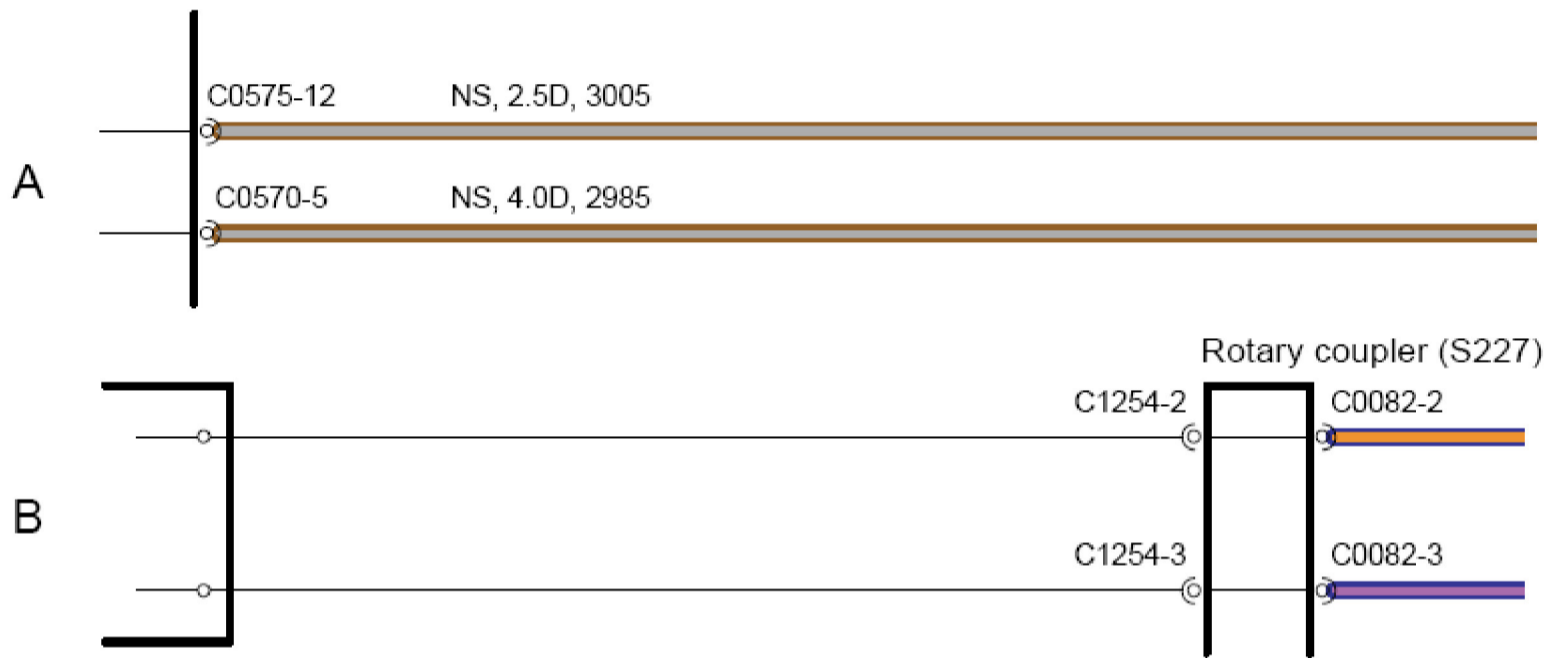 C0575-12 NS, 2.5D, 3005
A
C0570-5 NS, 4.0D, 2985
Rotary coupler (S227)
C1254-2 C0082-2
B
C1254-3 C0082-3